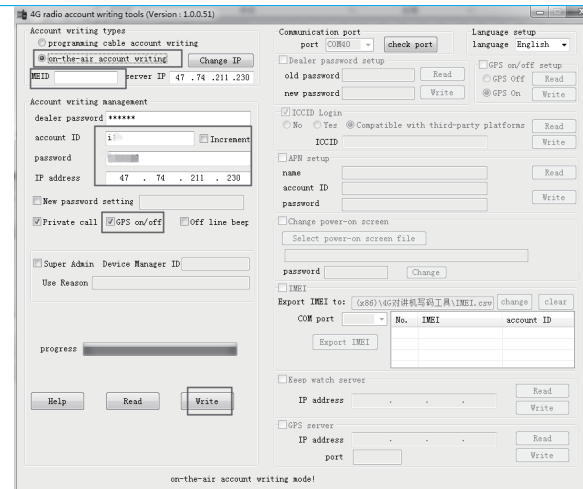 4G radio account writing tools (Version : 1.0.0.51)
Account writing types
programming cable account writing
on-the-air account writing
Change IP
MEID
server IP 47 .74 .211 .230
Account writing management
dealer password ******
account ID
Increment
password
IP address 47 . 74 . 211 . 230
New password setting
Private call
GPS on/off
Off line beep
Super Admin Device Manager ID
Use Reason
progress
Help
Read
Write
on-the-air account writing mode!
Communication port
port COM40
check port
Language setup
language English
Dealer password setup
old password
Read
new password
Write
GPS on/off setup
GPS Off
Read
GPS On
Write
ICCID Login
No Yes Compatible with third-party platforms
Read
ICCID
Write
APN setup
name
Read
account ID
password
Write
Change power-on screen
Select power-on screen file
password
Change
IMEI
Export IMEI to: (x86)\4G对讲机写码工具\IMEI.csv change clear
COM port
No. IMEI account ID
Export IMEI
Keep watch server
Read
IP address . . .
Write
GPS server
IP address . . .
Read
port
Write